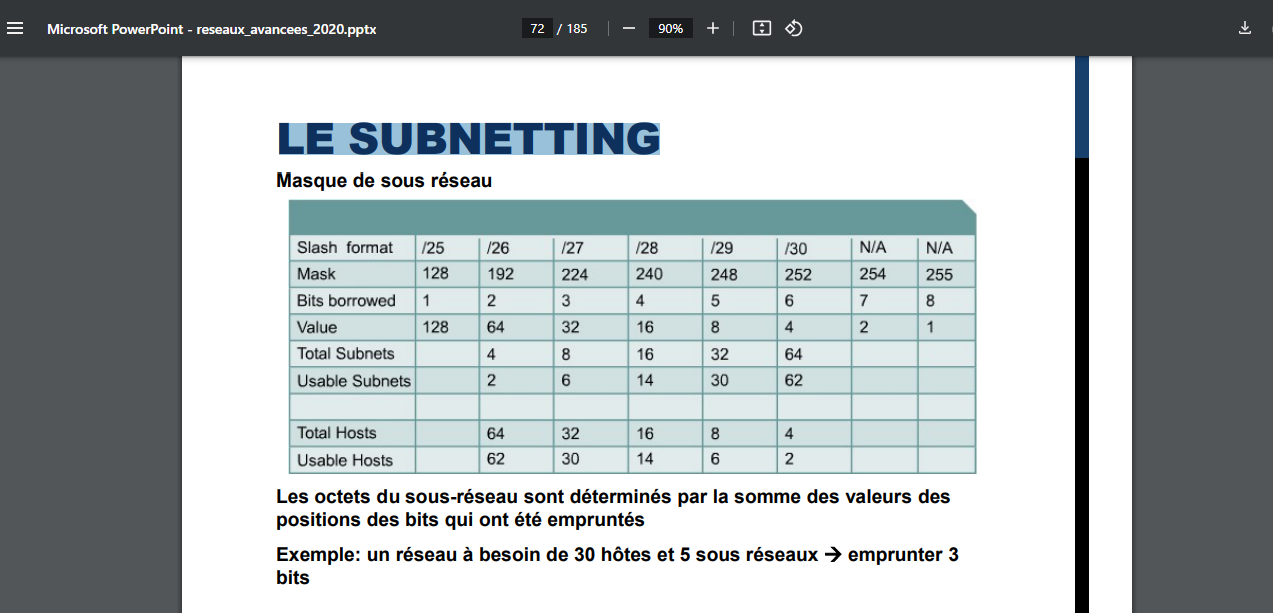 Microsoft PowerPoint - reseaux_avancees_2020.pptx
72 / 185
90%
LE SUBNETTING
Masque de sous réseau
Slash format /25 /26 /27 /28 /29 /30 N/A N/A
Mask 128 192 224 240 248 252 254 255
Bits borrowed 1 2 3 4 5 6 7 8
Value 128 64 32 16 8 4 2 1
Total Subnets 4 8 16 32 64
Usable Subnets 2 6 14 30 62
Total Hosts 64 32 16 8 4
Usable Hosts 62 30 14 6 2
Les octets du sous-réseau sont déterminés par la somme des valeurs des
positions des bits qui ont été empruntés
Exemple: un réseau à besoin de 30 hôtes et 5 sous réseaux → emprunter 3
bits